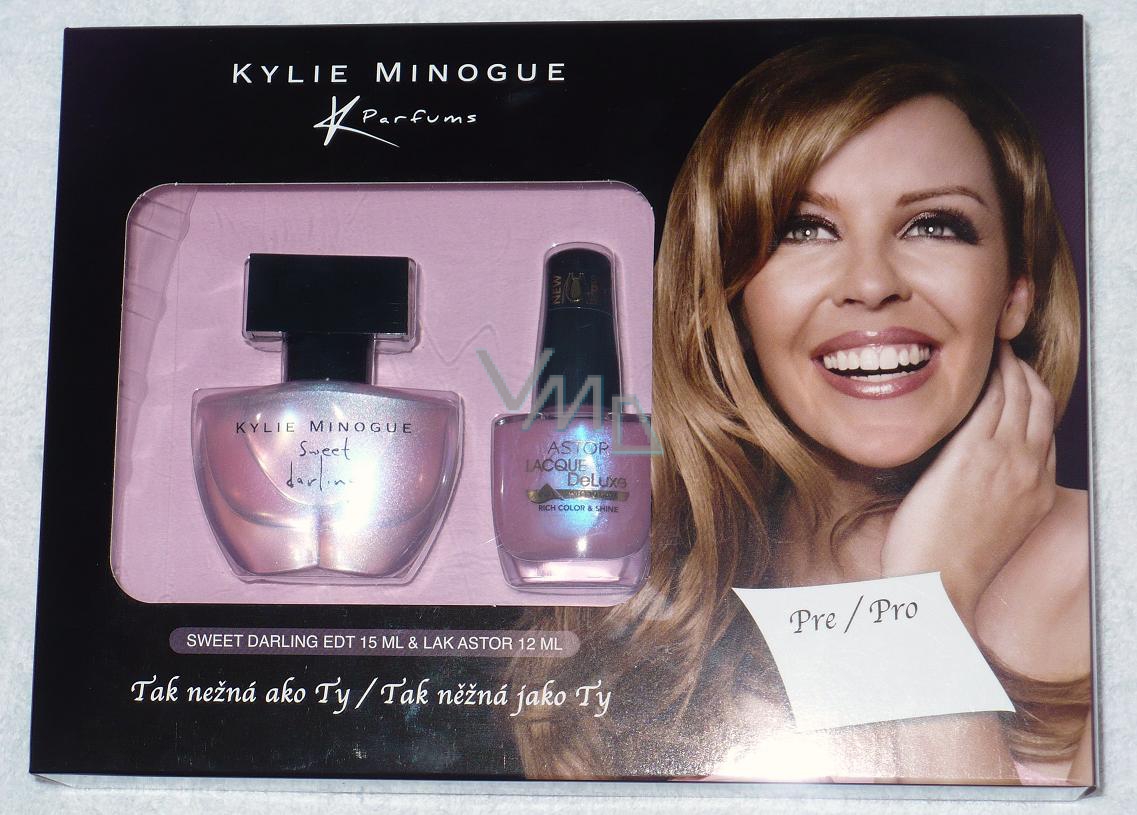 KYLIE MINOGUE
Parfums
KYLIE MINOGUE
sweet
NEW
ASTOR
LACQUE
DeLuxe
RICH COLOR & SHINE
Pre / Pro
SWEET DARLING EDT 15 ML & LAK ASTOR 12 ML
Tak nežná ako Ty / Tak něžná jako Ty